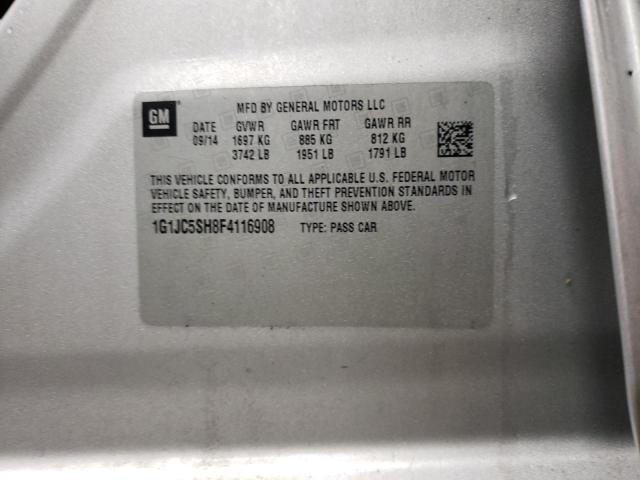 GM
MFD BY GENERAL MOTORS LLC
DATE GVWR GAWR FRT GAWR RR
09/14 1697 KG 885 KG 812 KG
3742 LB 1951 LB 1791 LB
THIS VEHICLE CONFORMS TO ALL APPLICABLE U.S. FEDERAL MOTOR
VEHICLE SAFETY, BUMPER, AND THEFT PREVENTION STANDARDS IN
EFFECT ON THE DATE OF MANUFACTURE SHOWN ABOVE.
1G1JC5SH8F4116908 TYPE: PASS CAR